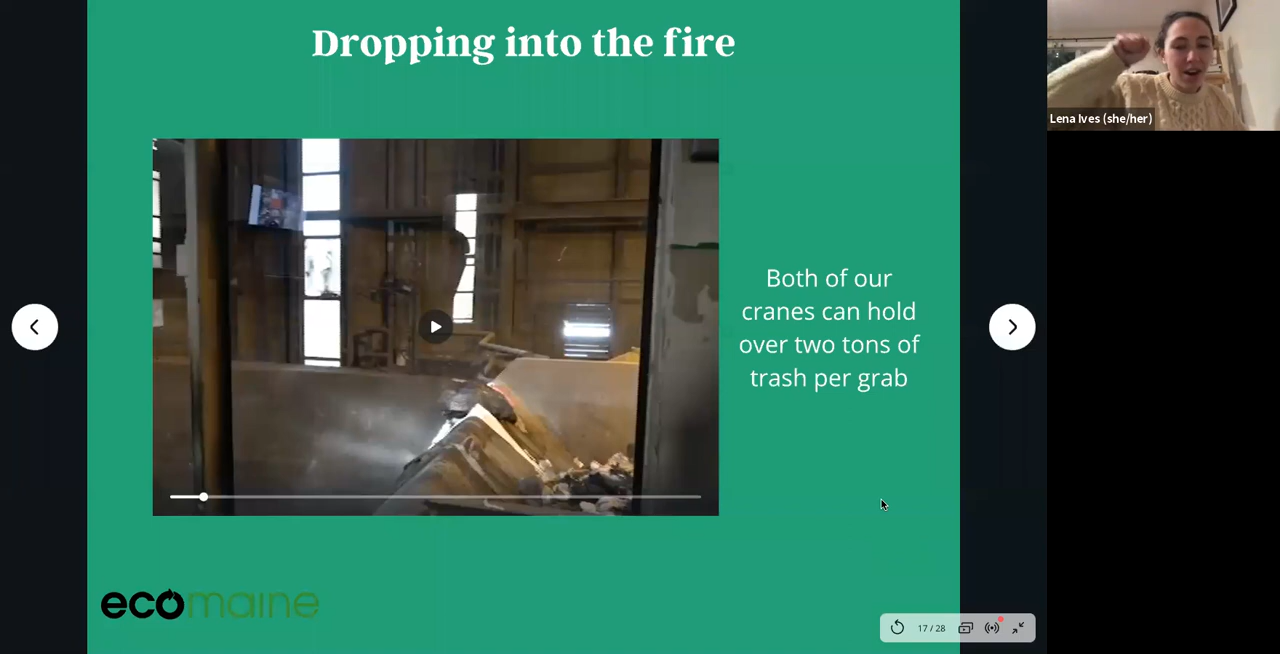 Dropping into the fire
Lena Ives (she/her)
Both of our
cranes can hold
over two tons of
trash per grab
ecomaine
17 / 28